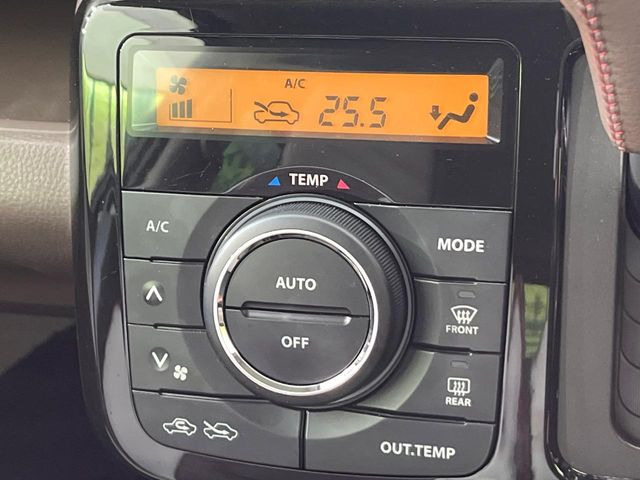 A/C
25.5
TEMP
A/C
MODE
AUTO
OFF
FRONT
REAR
OUT.TEMP